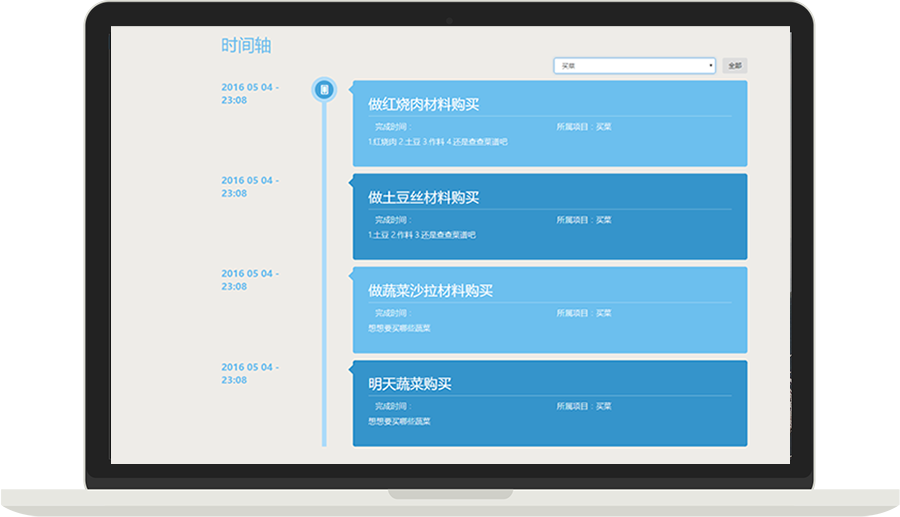 时间轴
买菜
全部
2016 05 04 -
23:08
做红烧肉材料购买
完成时间：
所属项目：买菜
1.红烧肉 2.土豆 3.作料 4.还是查查菜谱吧
2016 05 04 -
23:08
做土豆丝材料购买
完成时间：
所属项目：买菜
1.土豆 2.作料 3.还是查查菜谱吧
2016 05 04 -
23:08
做蔬菜沙拉材料购买
完成时间：
所属项目：买菜
想想要买哪些蔬菜
2016 05 04 -
23:08
明天蔬菜购买
完成时间：
所属项目：买菜
想想要买哪些蔬菜